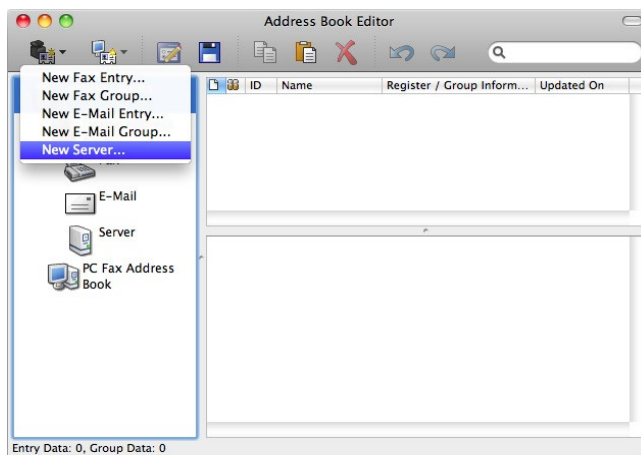 Address Book Editor
New Fax Entry...
New Fax Group...
New E-Mail Entry...
New E-Mail Group...
New Server...
ID Name Register / Group Inform... Updated On
E-Mail
Server
PC Fax Address
Book
Entry Data: 0, Group Data: 0